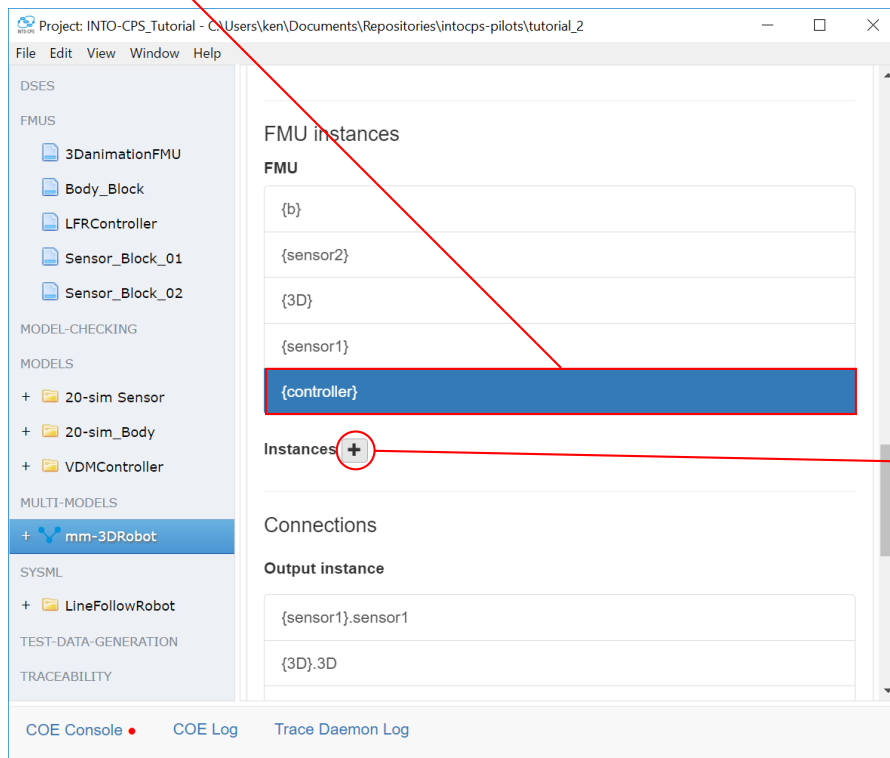 Project: INTO-CPS_Tutorial - C:\Users\ken\Documents\Repositories\intocps-pilots\tutorial_2
File Edit View Window Help
DSES
FMUS
3DanimationFMU
Body_Block
LFRController
Sensor_Block_01
Sensor_Block_02
MODEL-CHECKING
MODELS
+ 20-sim Sensor
+ 20-sim_Body
+ VDMController
MULTI-MODELS
+ mm-3DRobot
SYSML
+ LineFollowRobot
TEST-DATA-GENERATION
TRACEABILITY
FMU instances
FMU
{b}
{sensor2}
{3D}
{sensor1}
{controller}
Instances +
Connections
Output instance
{sensor1}.sensor1
{3D}.3D
COE Console COE Log Trace Daemon Log